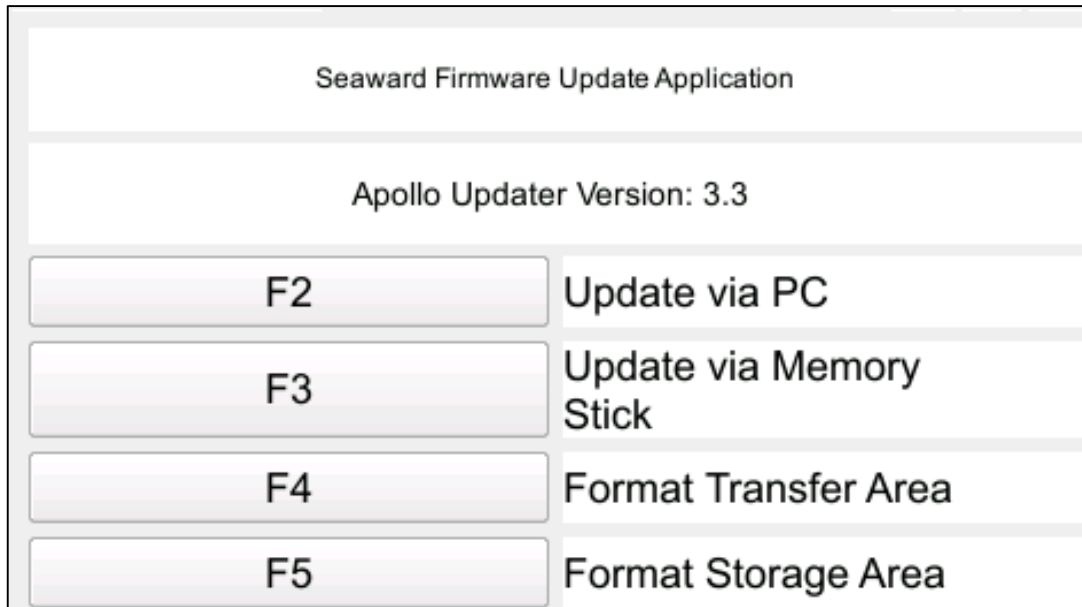 Seaward Firmware Update Application
Apollo Updater Version: 3.3
F2 Update via PC
F3 Update via Memory
Stick
F4 Format Transfer Area
F5 Format Storage Area